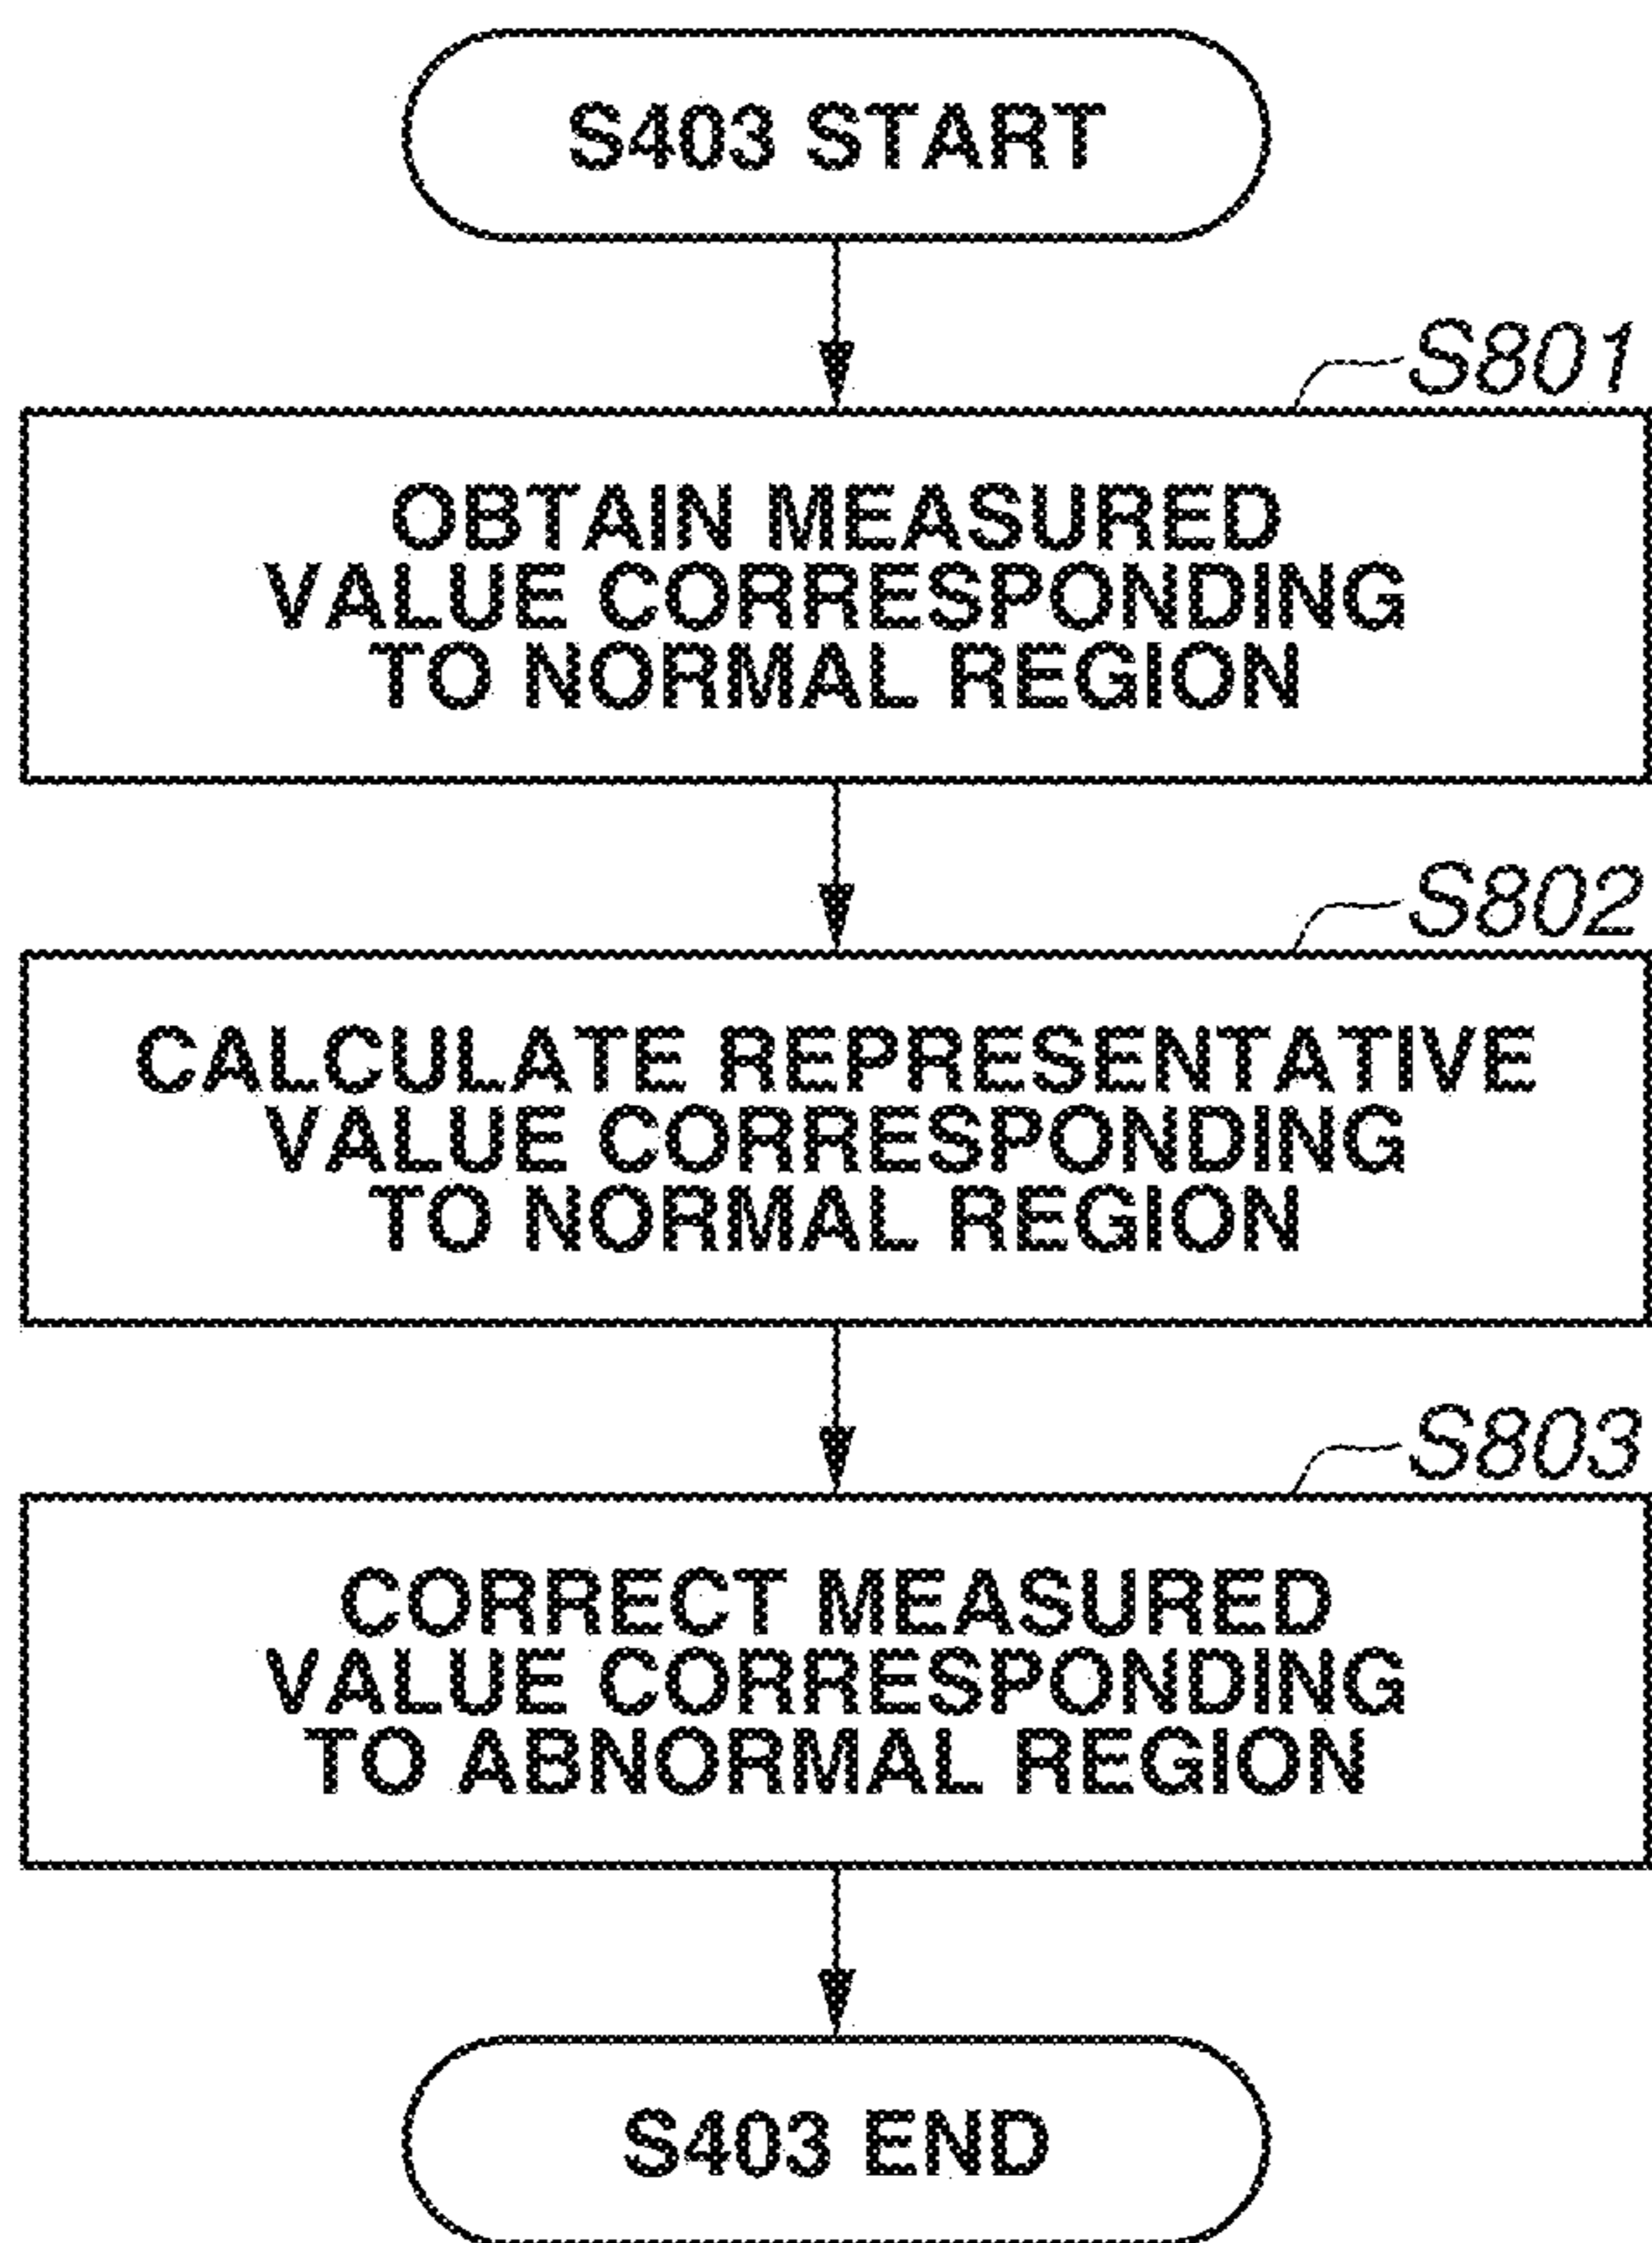 S403 START
S801
OBTAIN MEASURED
VALUE CORRESPONDING
TO NORMAL REGION
S802
CALCULATE REPRESENTATIVE
VALUE CORRESPONDING
TO NORMAL REGION
S803
CORRECT MEASURED
VALUE CORRESPONDING
TO ABNORMAL REGION
S403 END